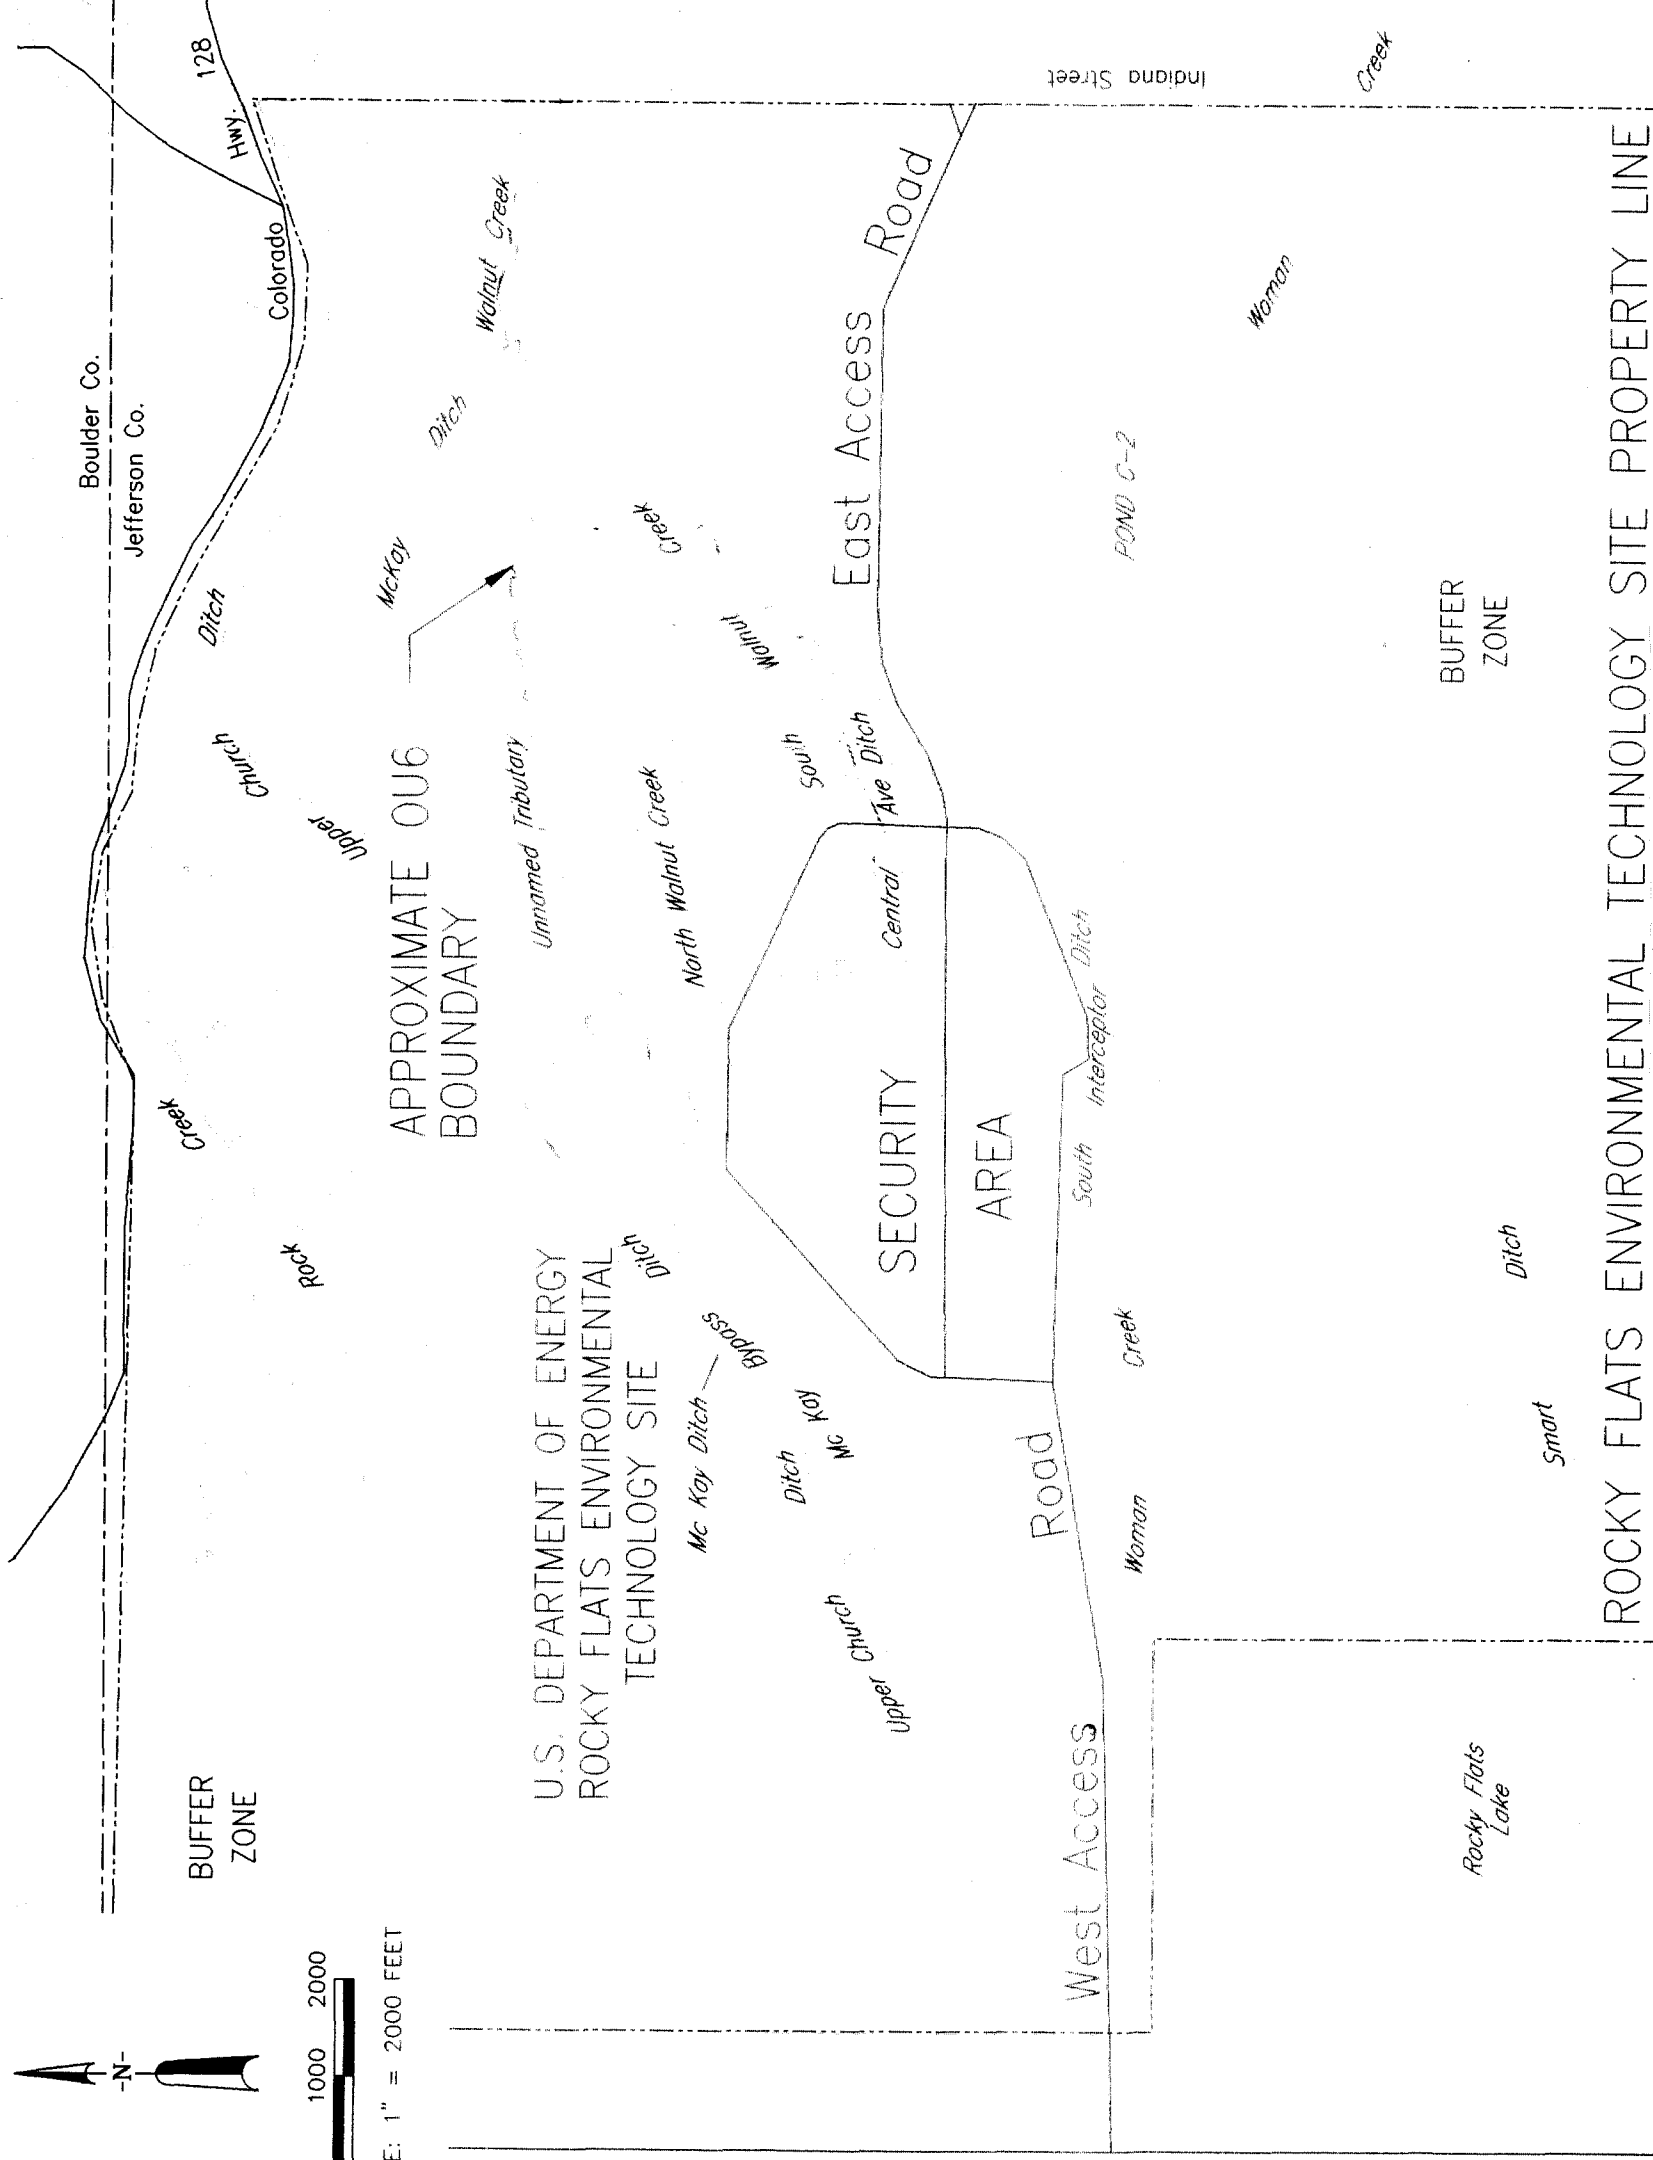 Boulder Co.
Jefferson Co.
Colorado Hwy. 128
Indiana Street
BUFFER
ZONE
Rock Creek
Upper Church Ditch
McKay Ditch
Walnut Creek
APPROXIMATE OU6
BOUNDARY
Unnamed Tributary
North Walnut Creek
South Walnut Creek
U.S. DEPARTMENT OF ENERGY
ROCKY FLATS ENVIRONMENTAL
TECHNOLOGY SITE
Mc Kay Ditch
Bypass
Mc Kay Ditch
Upper Church Ditch
SECURITY
AREA
Central Ave Ditch
East Access Road
West Access Road
South Interceptor Ditch
POND C-2
Woman Creek
Woman Creek
BUFFER
ZONE
Smart Ditch
Rocky Flats
Lake
ROCKY FLATS ENVIRONMENTAL TECHNOLOGY SITE PROPERTY LINE
-N-
1000 2000
E: 1" = 2000 FEET